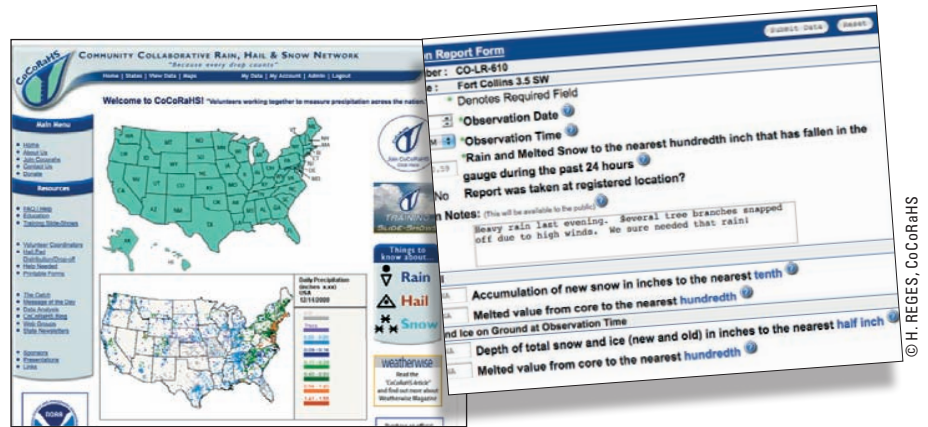 CoCoRaHS
COMMUNITY COLLABORATIVE RAIN, HAIL & SNOW NETWORK
"Because every drop counts"
Home | States | View Data | Maps
My Data | My Account | Admin | Logout
Welcome to CoCoRaHS! "Volunteers working together to measure precipitation across the nation."
Main Menu
Home
About Us
Join Cocorahs
Contact Us
Donate
Resources
FAQ / Help
Education
Training Slide-Shows
Volunteer Coordinators
Hail Pad
Distribution/Drop-off
Help Needed
Printable Forms
The Catch
Message of the Day
Data Analysis
CoCoRaHS Blog
Web Groups
State Newsletters
Sponsors
Presentations
Links
NOAA
Join CoCoRaHS
TRAINING
SLIDE-SHOWS
Things to
know about...
Rain
Hail
Snow
Daily Precipitation
(inches x.xx)
USA
12/11/2008
weatherwise
Read the
"CoCoRaHS Article"
and find out more about
Weatherwise Magazine
Submit Data
Reset
n Report Form
ber: CO-LR-610
e: Fort Collins 3.5 SW
* Denotes Required Field
*Observation Date
*Observation Time
*Rain and Melted Snow to the nearest hundredth inch that has fallen in the
gauge during the past 24 hours
No Report was taken at registered location?
n Notes: (This will be available to the public)
Heavy rain last evening. Several tree branches snapped
off due to high winds. We sure needed that rain!
Accumulation of new snow in inches to the nearest tenth
Melted value from core to the nearest hundredth
nd Ice on Ground at Observation Time
Depth of total snow and ice (new and old) in inches to the nearest half inch
Melted value from core to the nearest hundredth
© H. REGES, CoCoRaHS